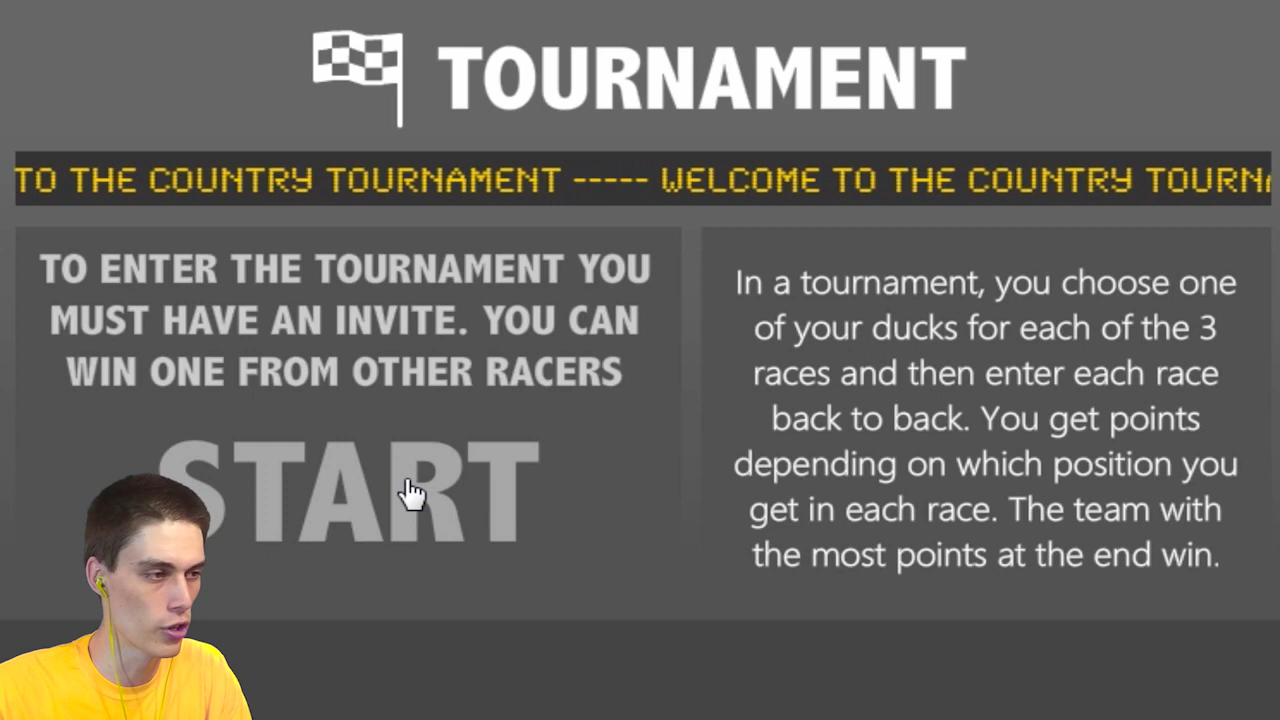 TOURNAMENT
TO THE COUNTRY TOURNAMENT ----- WELCOME TO THE COUNTRY
TO ENTER THE TOURNAMENT YOU
MUST HAVE AN INVITE. YOU CAN
WIN ONE FROM OTHER RACERS
START
In a tournament, you choose one
of your ducks for each of the 3
races and then enter each race
back to back. You get points
depending on which position you
get in each race. The team with
the most points at the end win.